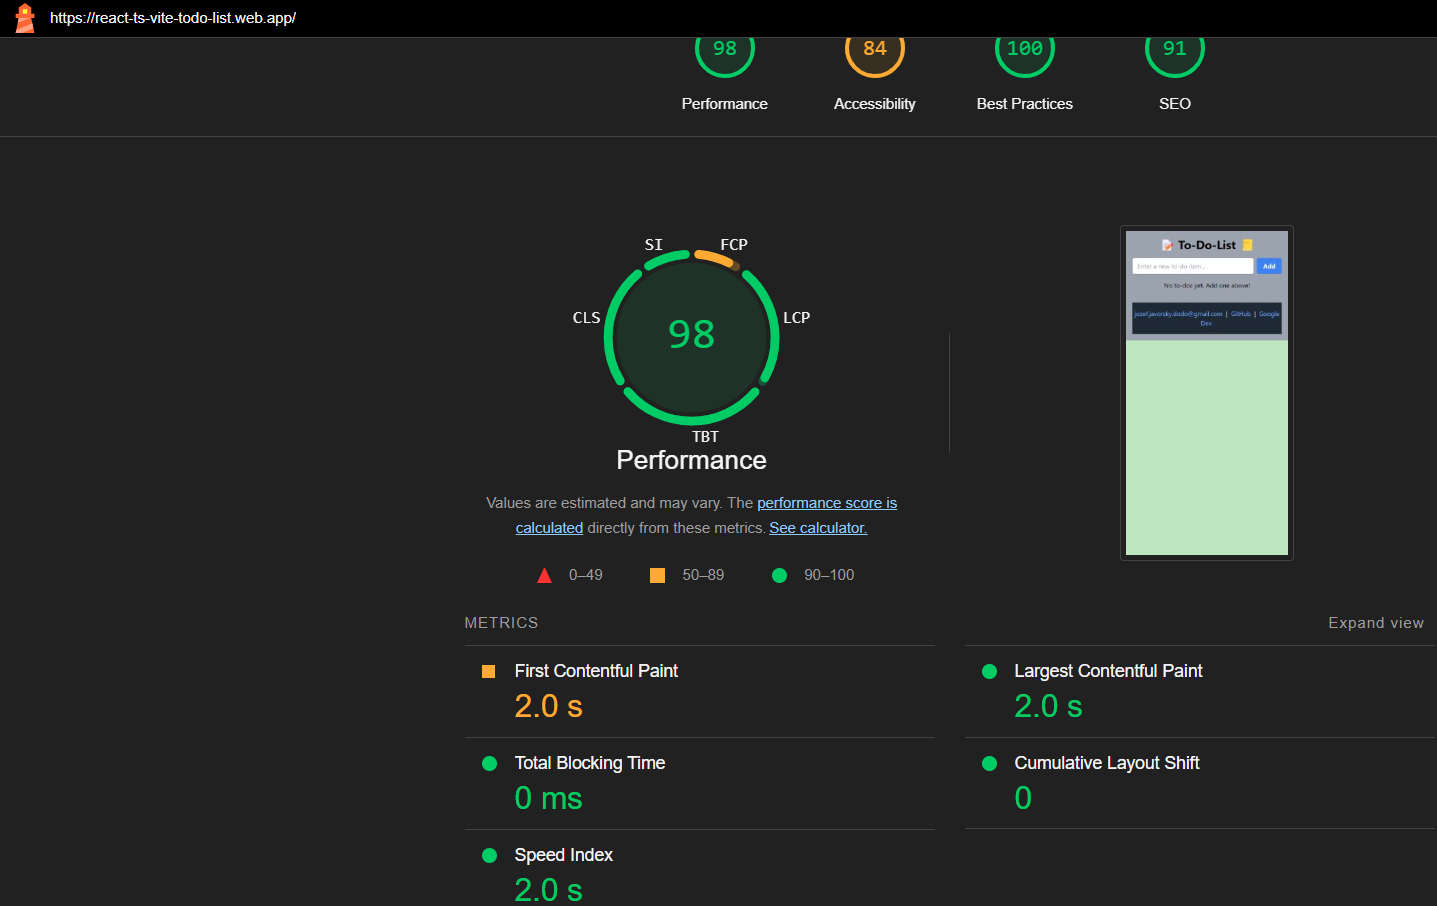 https://react-ts-vite-todo-list.web.app/
98 84 100 91
Performance Accessibility Best Practices SEO
SI FCP
CLS LCP
98
TBT
Performance
Values are estimated and may vary. The performance score is
calculated directly from these metrics. See calculator.
0–49 50–89 90–100
To-Do-List
Enter a new to-do item...
Add
No to-dos yet. Add one above!
jozef.javorsky.dodo@gmail.com | GitHub | Google
Dev
METRICS Expand view
First Contentful Paint
2.0 s
Largest Contentful Paint
2.0 s
Total Blocking Time
0 ms
Cumulative Layout Shift
0
Speed Index
2.0 s